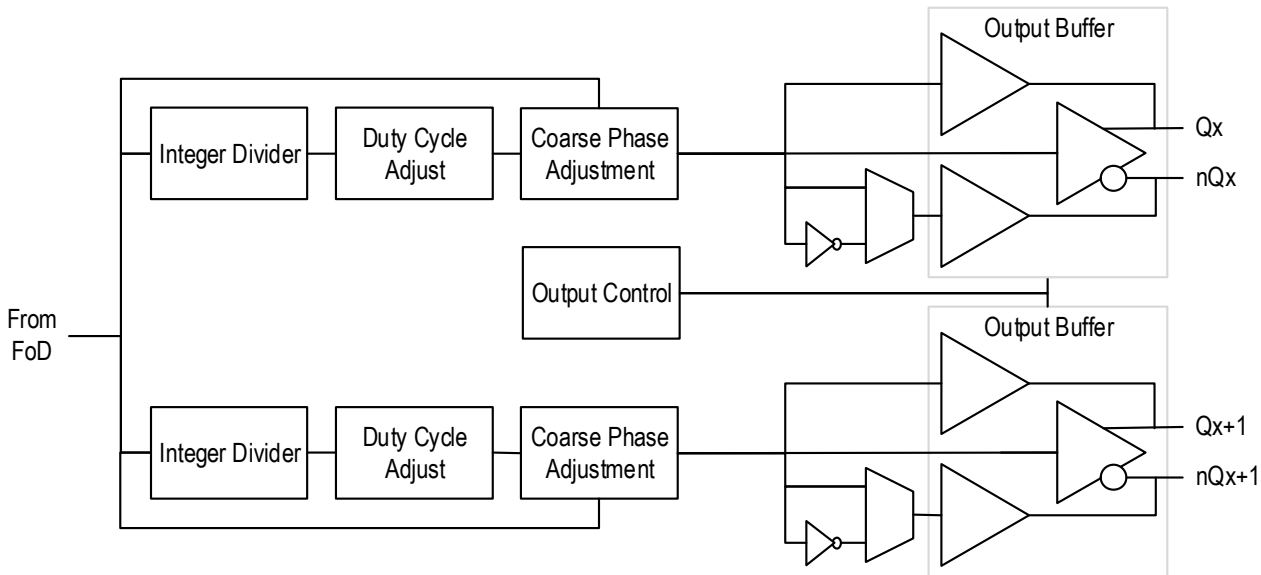 Output Buffer
Qx
nQx
Integer Divider
Duty Cycle
Adjust
Coarse Phase
Adjustment
Output Control
From
FoD
Output Buffer
Qx+1
nQx+1
Integer Divider
Duty Cycle
Adjust
Coarse Phase
Adjustment